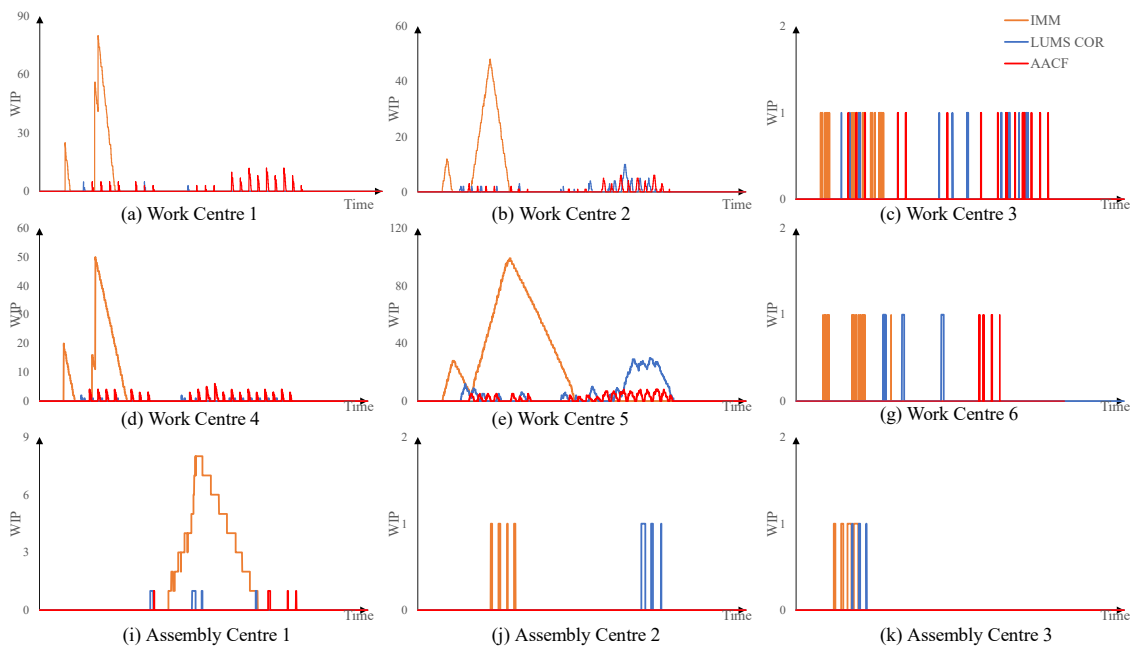 90
60
30
0
WIP
Time
(a) Work Centre 1
60
40
20
0
WIP
Time
(b) Work Centre 2
2
1
0
WIP
Time
(c) Work Centre 3
IMM
LUMS COR
AACF
60
50
40
30
20
10
0
WIP
Time
(d) Work Centre 4
120
80
40
0
WIP
Time
(e) Work Centre 5
2
1
0
WIP
Time
(g) Work Centre 6
9
6
3
0
WIP
Time
(i) Assembly Centre 1
2
1
0
WIP
Time
(j) Assembly Centre 2
2
1
0
WIP
Time
(k) Assembly Centre 3